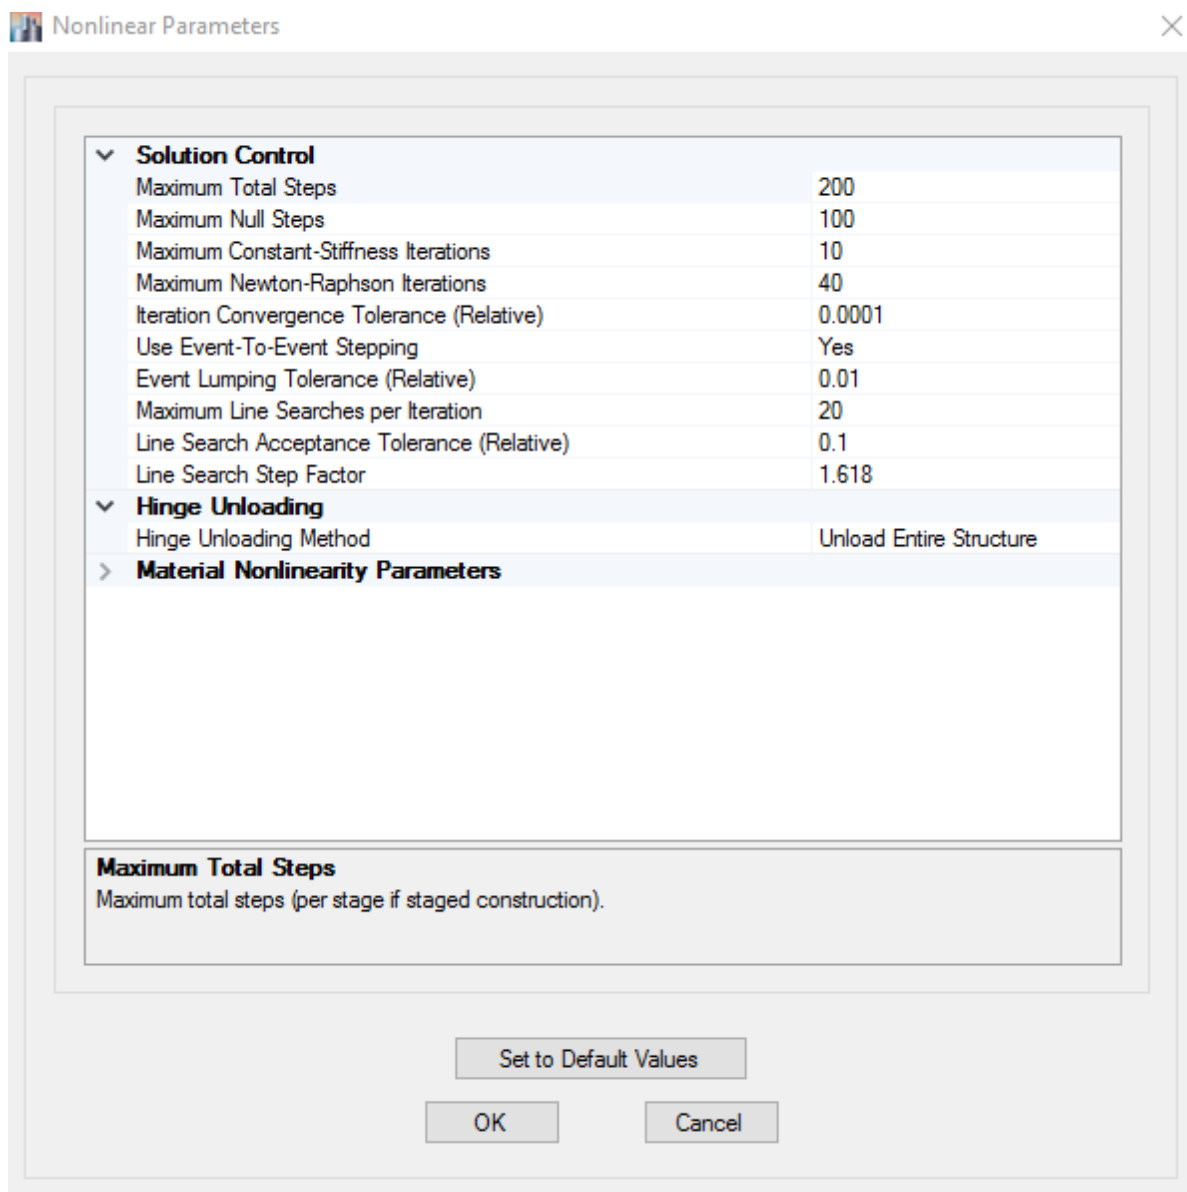 Nonlinear Parameters
Solution Control
Maximum Total Steps 200
Maximum Null Steps 100
Maximum Constant-Stiffness Iterations 10
Maximum Newton-Raphson Iterations 40
Iteration Convergence Tolerance (Relative) 0.0001
Use Event-To-Event Stepping Yes
Event Lumping Tolerance (Relative) 0.01
Maximum Line Searches per Iteration 20
Line Search Acceptance Tolerance (Relative) 0.1
Line Search Step Factor 1.618
Hinge Unloading
Hinge Unloading Method Unload Entire Structure
Material Nonlinearity Parameters
Maximum Total Steps
Maximum total steps (per stage if staged construction).
Set to Default Values
OK Cancel